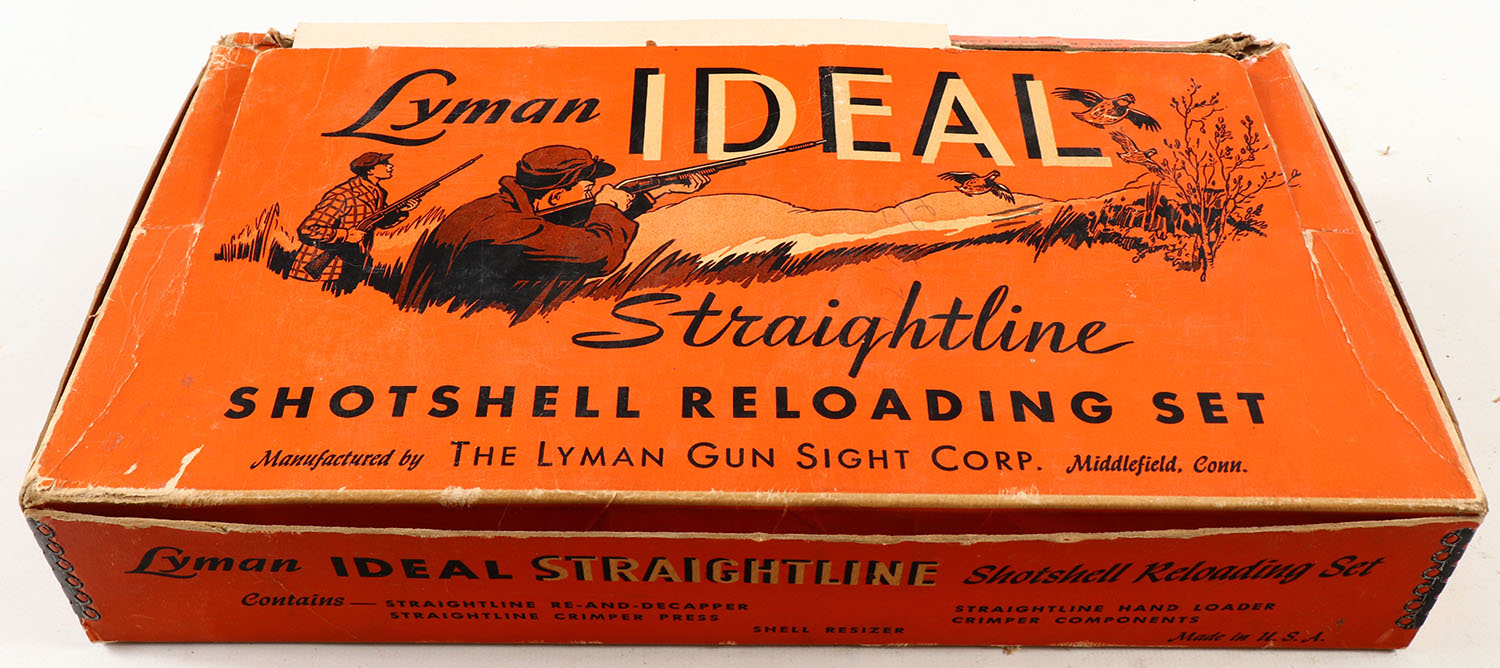 Lyman IDEAL
Straightline
SHOTSHELL RELOADING SET
Manufactured by THE LYMAN GUN SIGHT CORP. Middlefield, Conn.
Lyman IDEAL STRAIGHTLINE Shotshell Reloading Set
Contains — STRAIGHTLINE RE-AND-DECAPPER STRAIGHTLINE HAND LOADER
STRAIGHTLINE CRIMPER PRESS CRIMPER COMPONENTS
SHELL RESIZER Made in U.S.A.